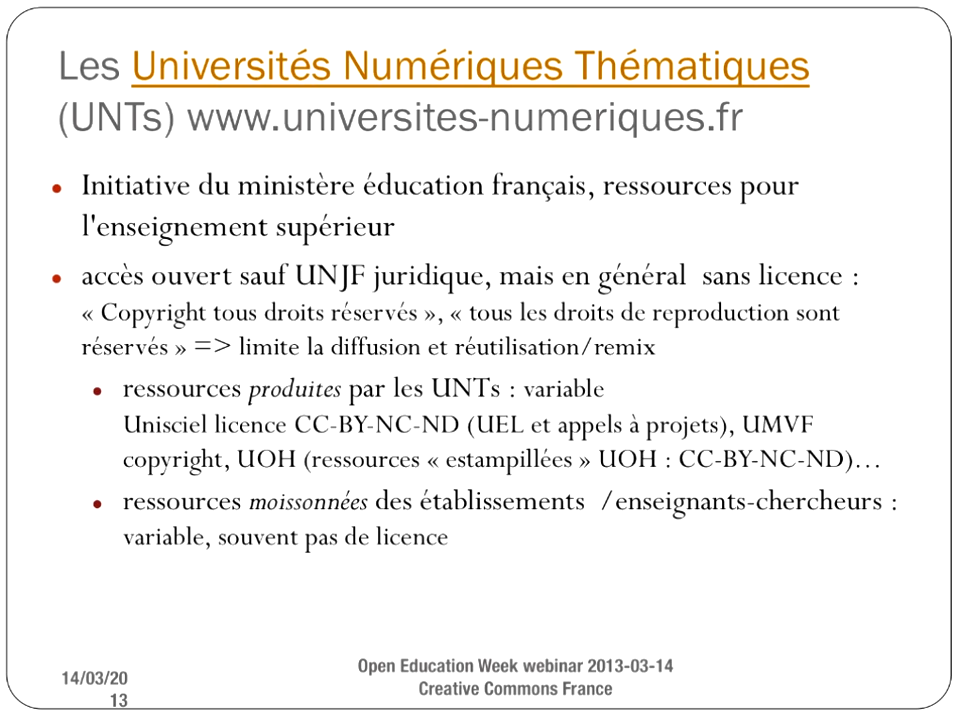 Les Universités Numériques Thématiques
(UNTs) www.universites-numeriques.fr
• Initiative du ministère éducation français, ressources pour
l'enseignement supérieur
• accès ouvert sauf UNJF juridique, mais en général  sans licence :
« Copyright tous droits réservés », « tous les droits de reproduction sont
réservés » => limite la diffusion et réutilisation/remix
• ressources produites par les UNTs : variable
Unisciel licence CC-BY-NC-ND (UEL et appels à projets), UMVF
copyright, UOH (ressources « estampillées » UOH : CC-BY-NC-ND)…
• ressources moissonnées des établissements  /enseignants-chercheurs :
variable, souvent pas de licence
14/03/20
13
Open Education Week webinar 2013-03-14
Creative Commons France